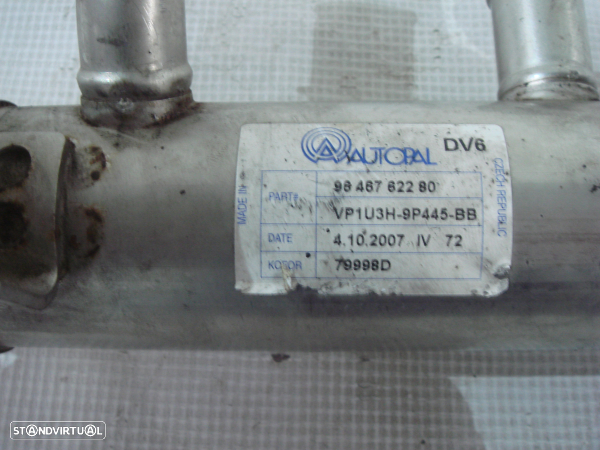 AUTOPAL DV6
MADE IN CZECH REPUBLIC
PART# 96 467 622 80
VP1U3H-9P445-BB
DATE 4.10.2007 IV 72
KOSOR 79998D
STANDVIRTUAL